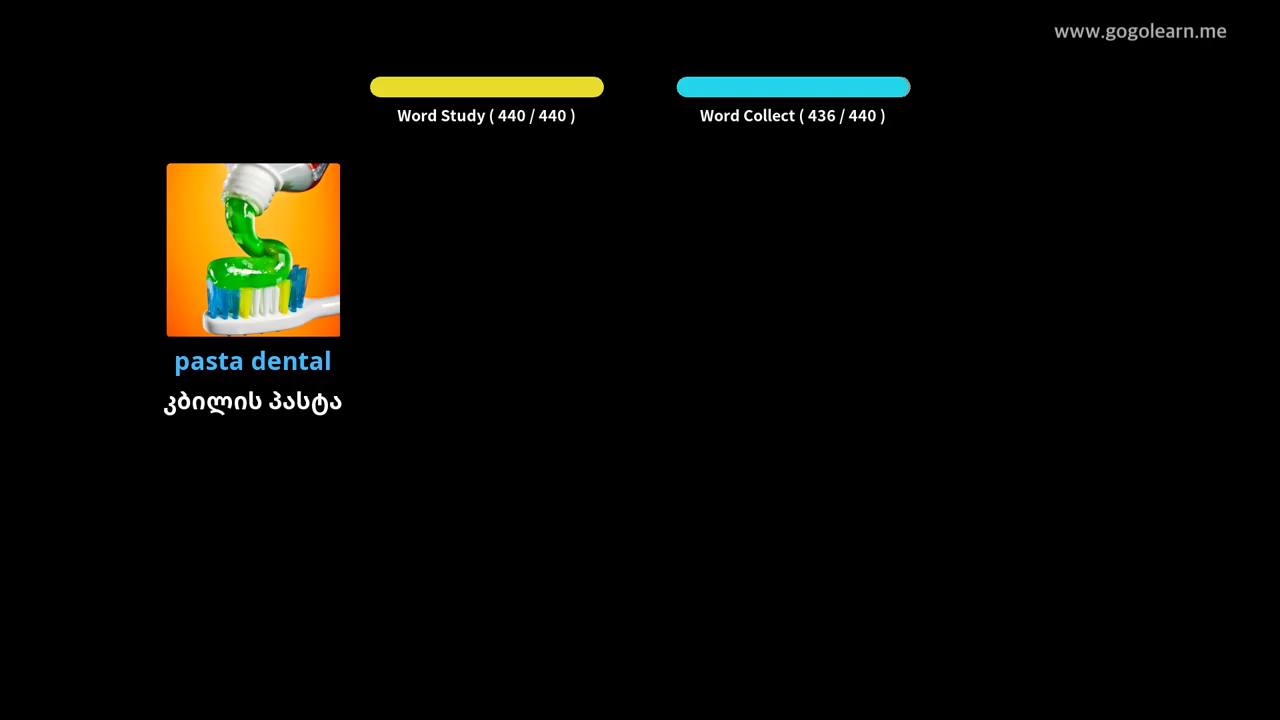 www.gogolearn.me
Word Study ( 440 / 440 )
Word Collect ( 436 / 440 )
pasta dental
კბილის პასტა